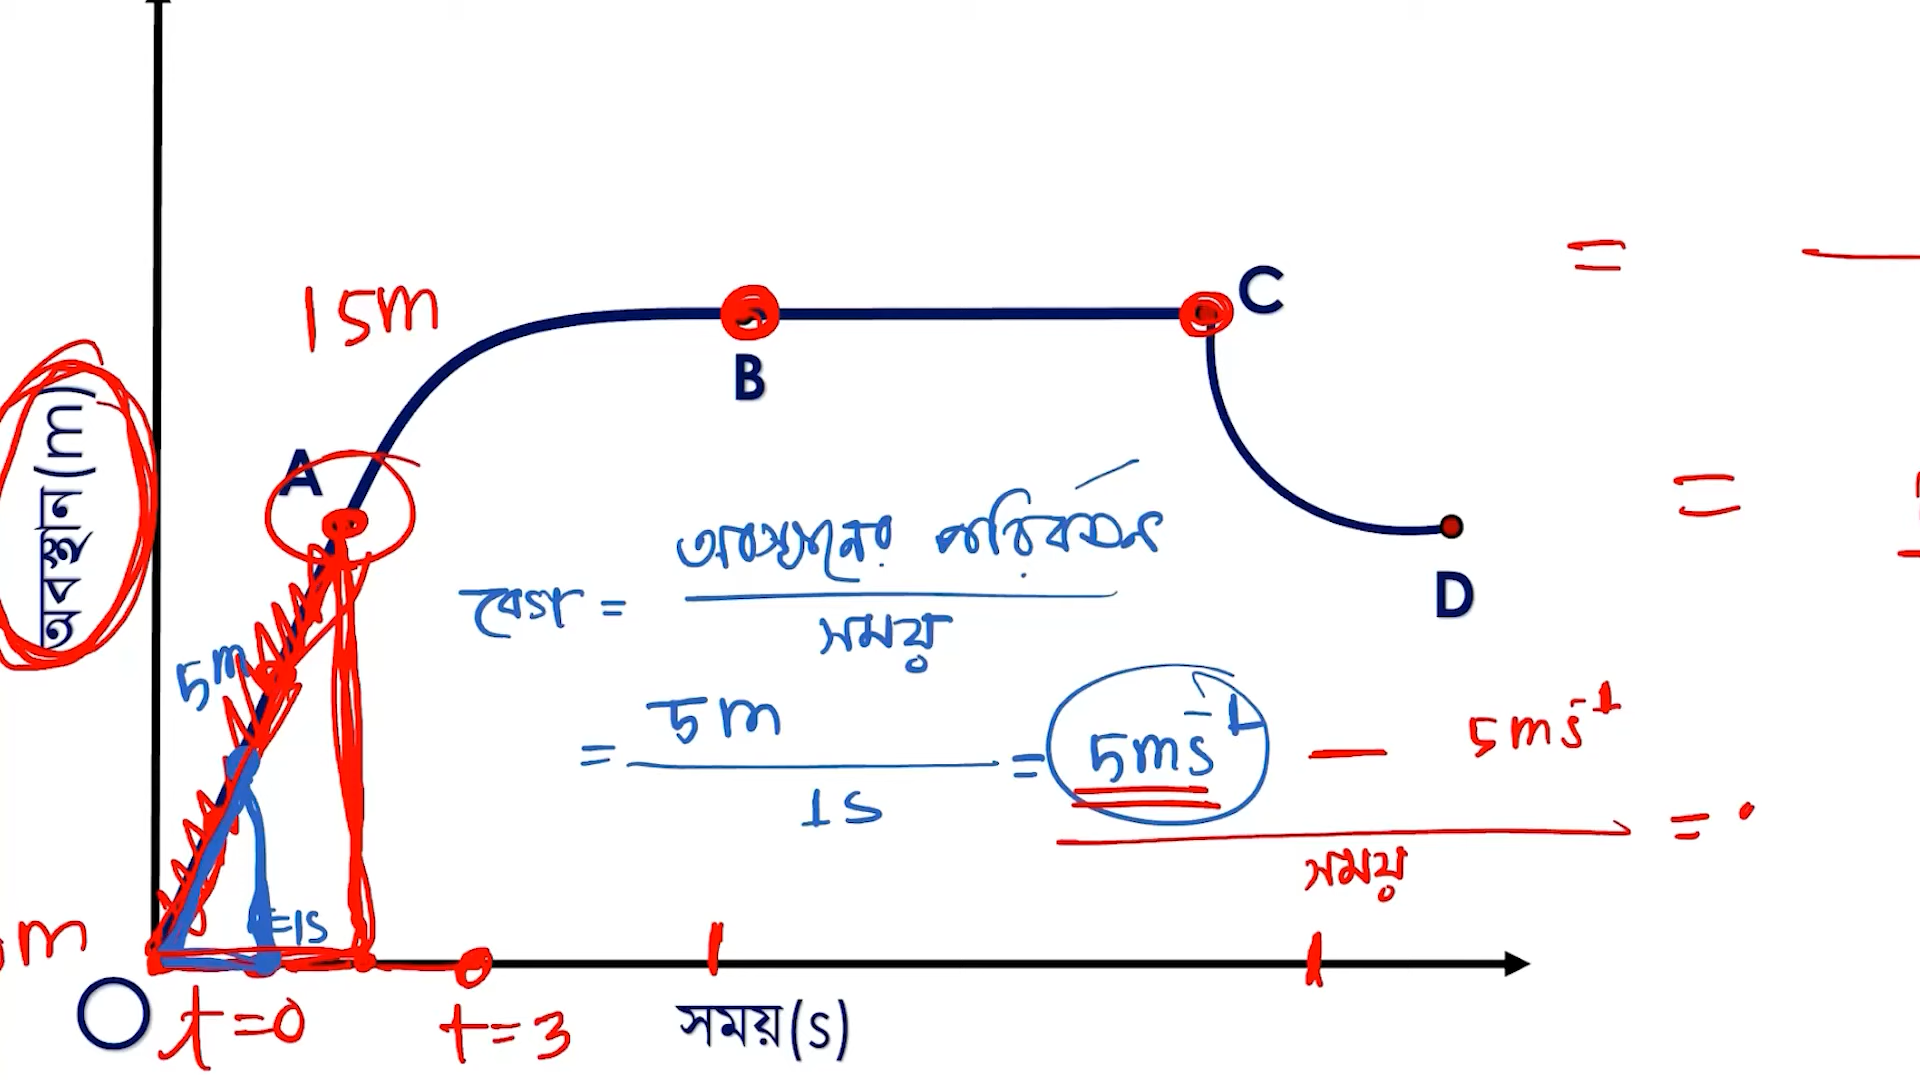 C
15m
B
A
অবস্থান (m)
অবস্থানের পরিবর্তন
বেগ =
সময়
D
5m
= 5m
1s
= 5ms⁻¹ — 5ms⁻¹
সময়
=1s
m
O t=0 t=3 সময় (s)